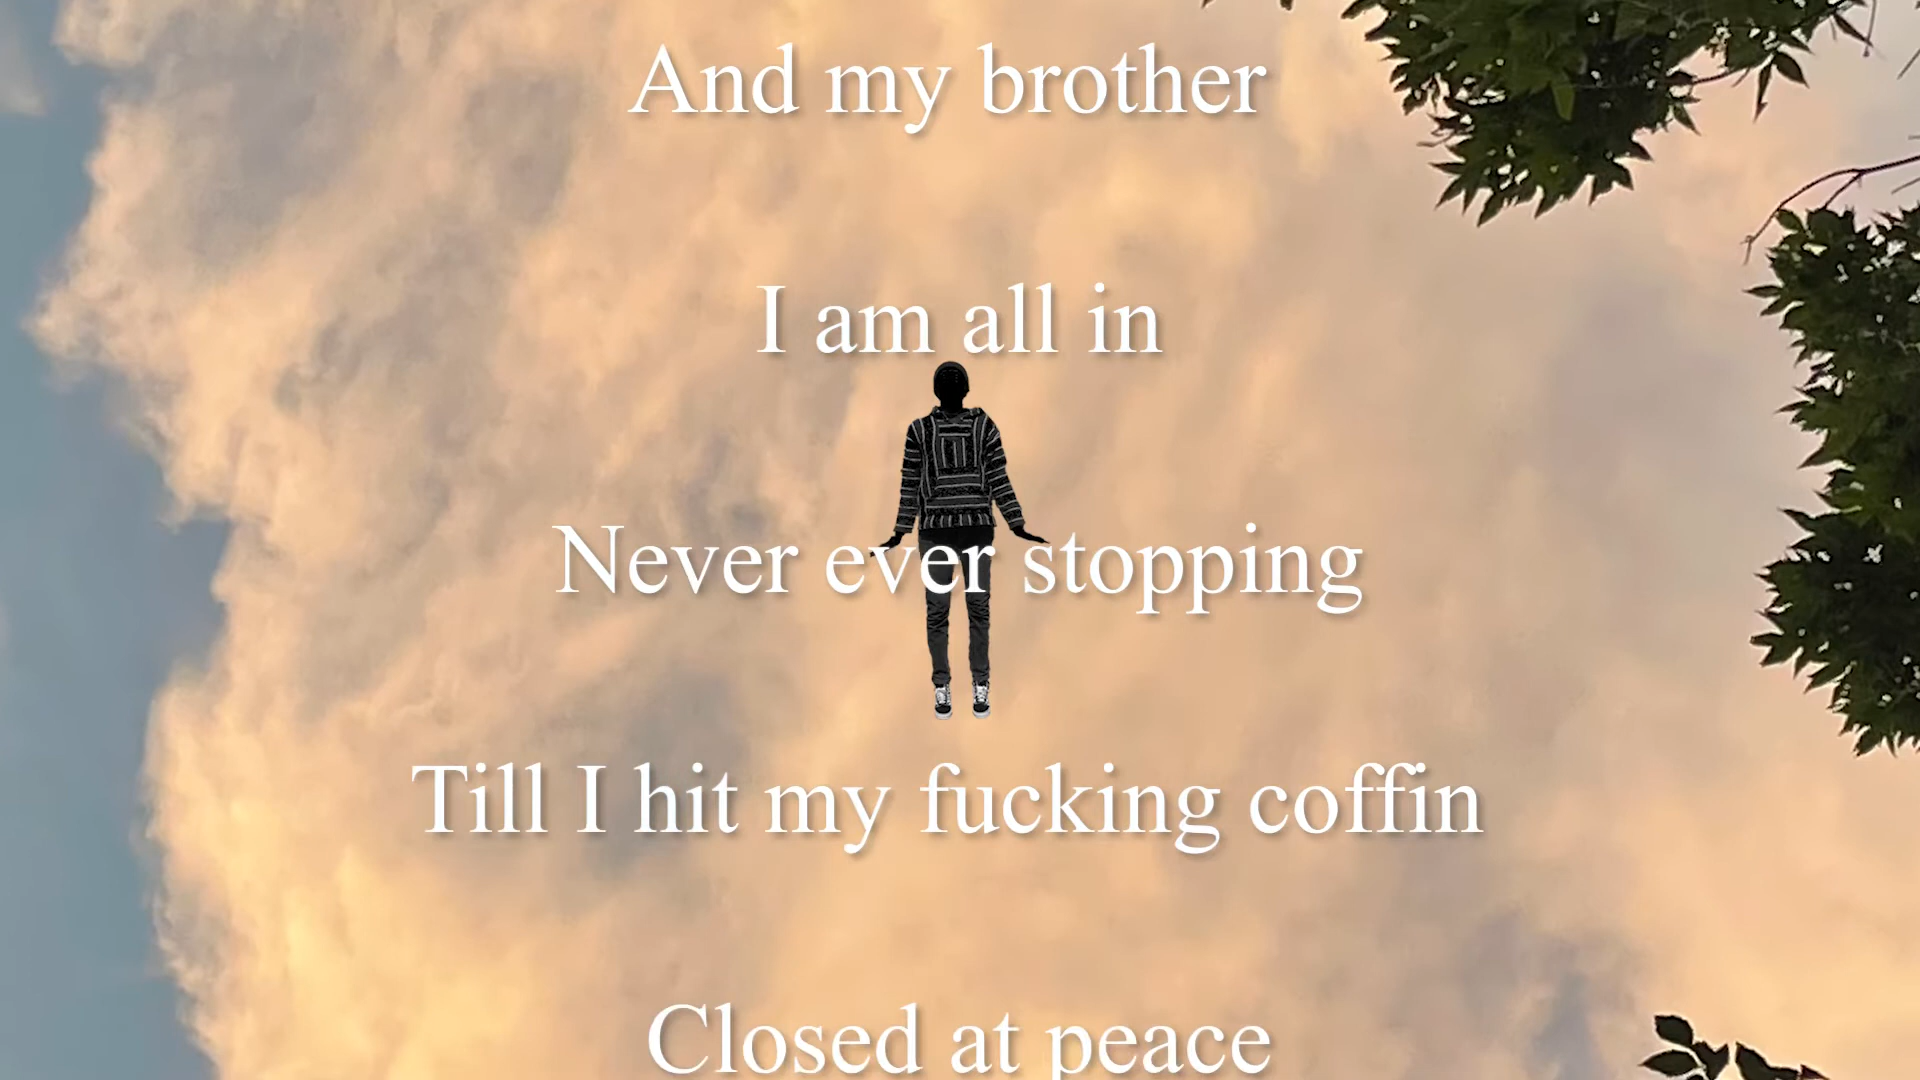 And my brother
I am all in
Never ever stopping
Till I hit my fucking coffin
Closed at peace